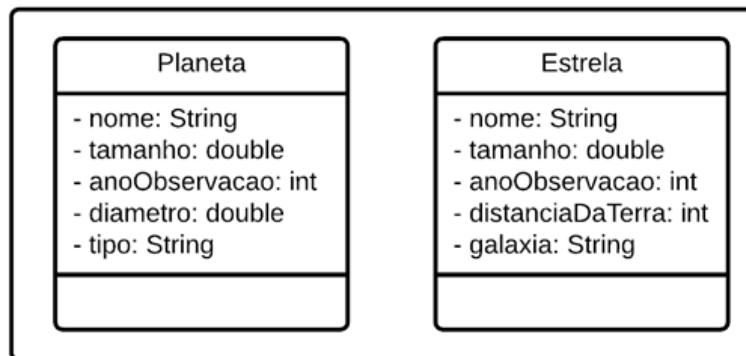 Planeta
- nome: String
- tamanho: double
- anoObservacao: int
- diametro: double
- tipo: String
Estrela
- nome: String
- tamanho: double
- anoObservacao: int
- distanciaDaTerra: int
- galaxia: String